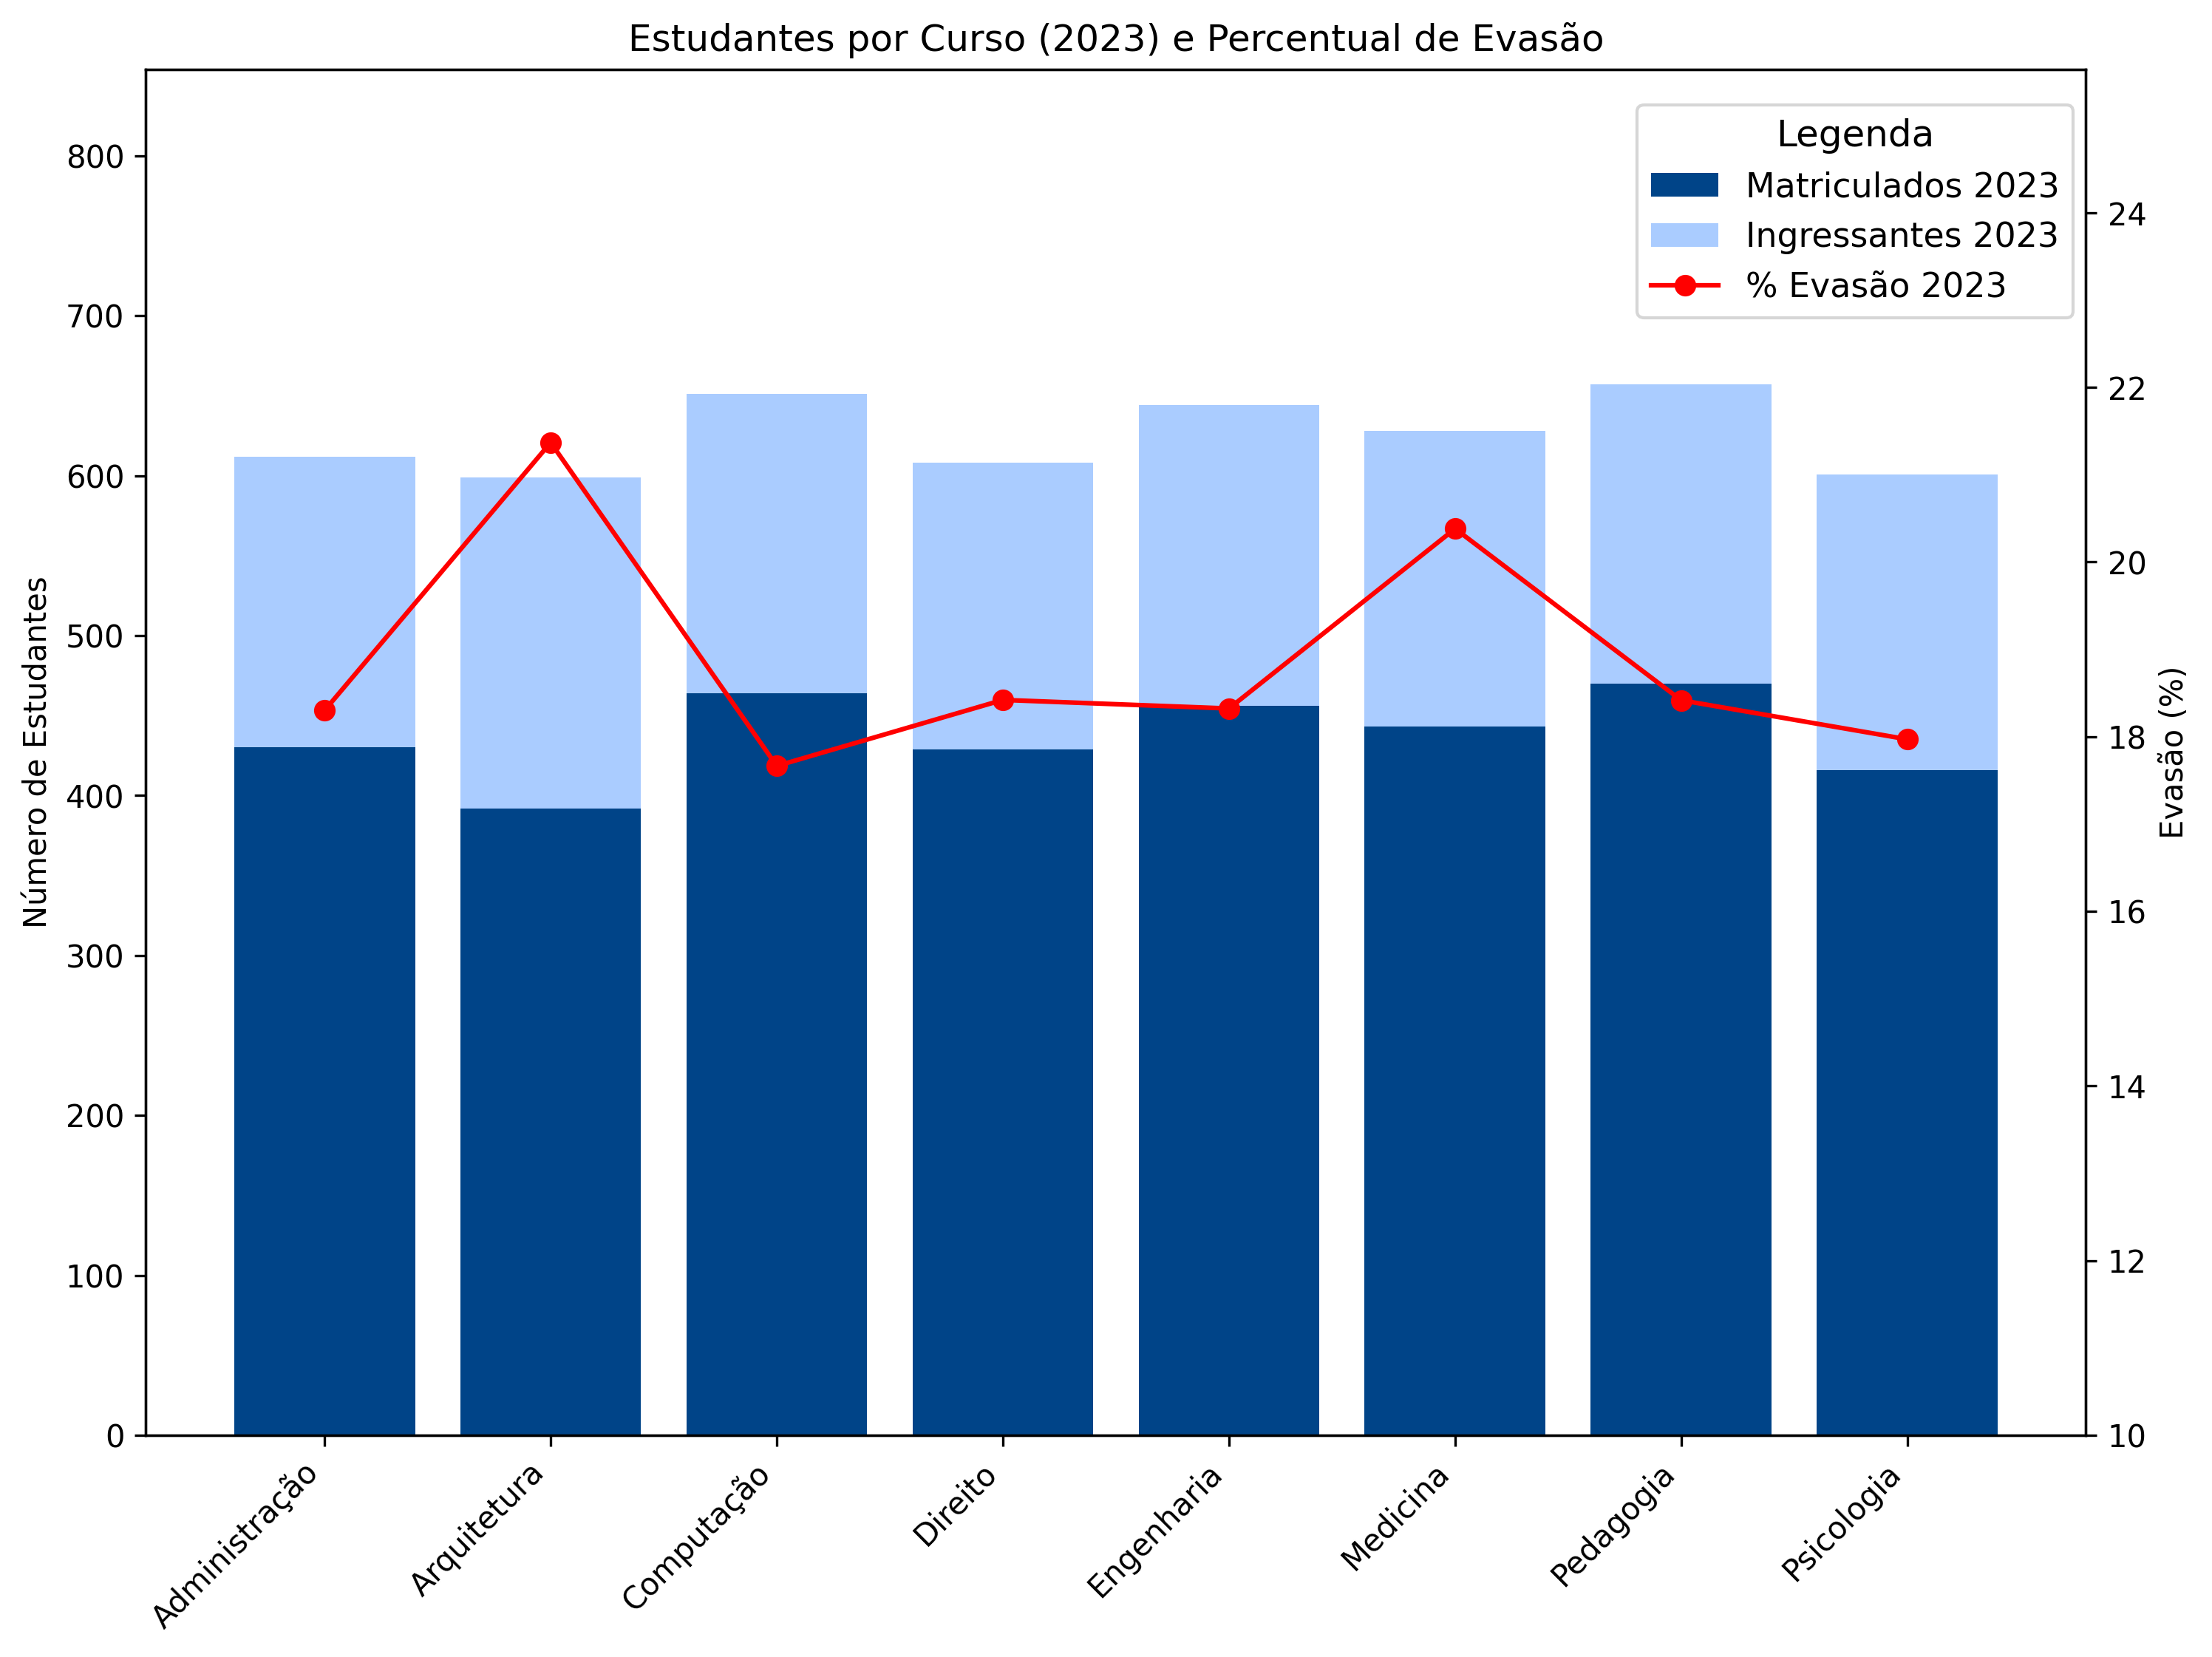 Estudantes por Curso (2023) e Percentual de Evasão
Legenda
Matriculados 2023
Ingressantes 2023
% Evasão 2023
Número de Estudantes
800
700
600
500
400
300
200
100
0
Evasão (%)
24
22
20
18
16
14
12
10
Administração
Arquitetura
Computação
Direito
Engenharia
Medicina
Pedagogia
Psicologia